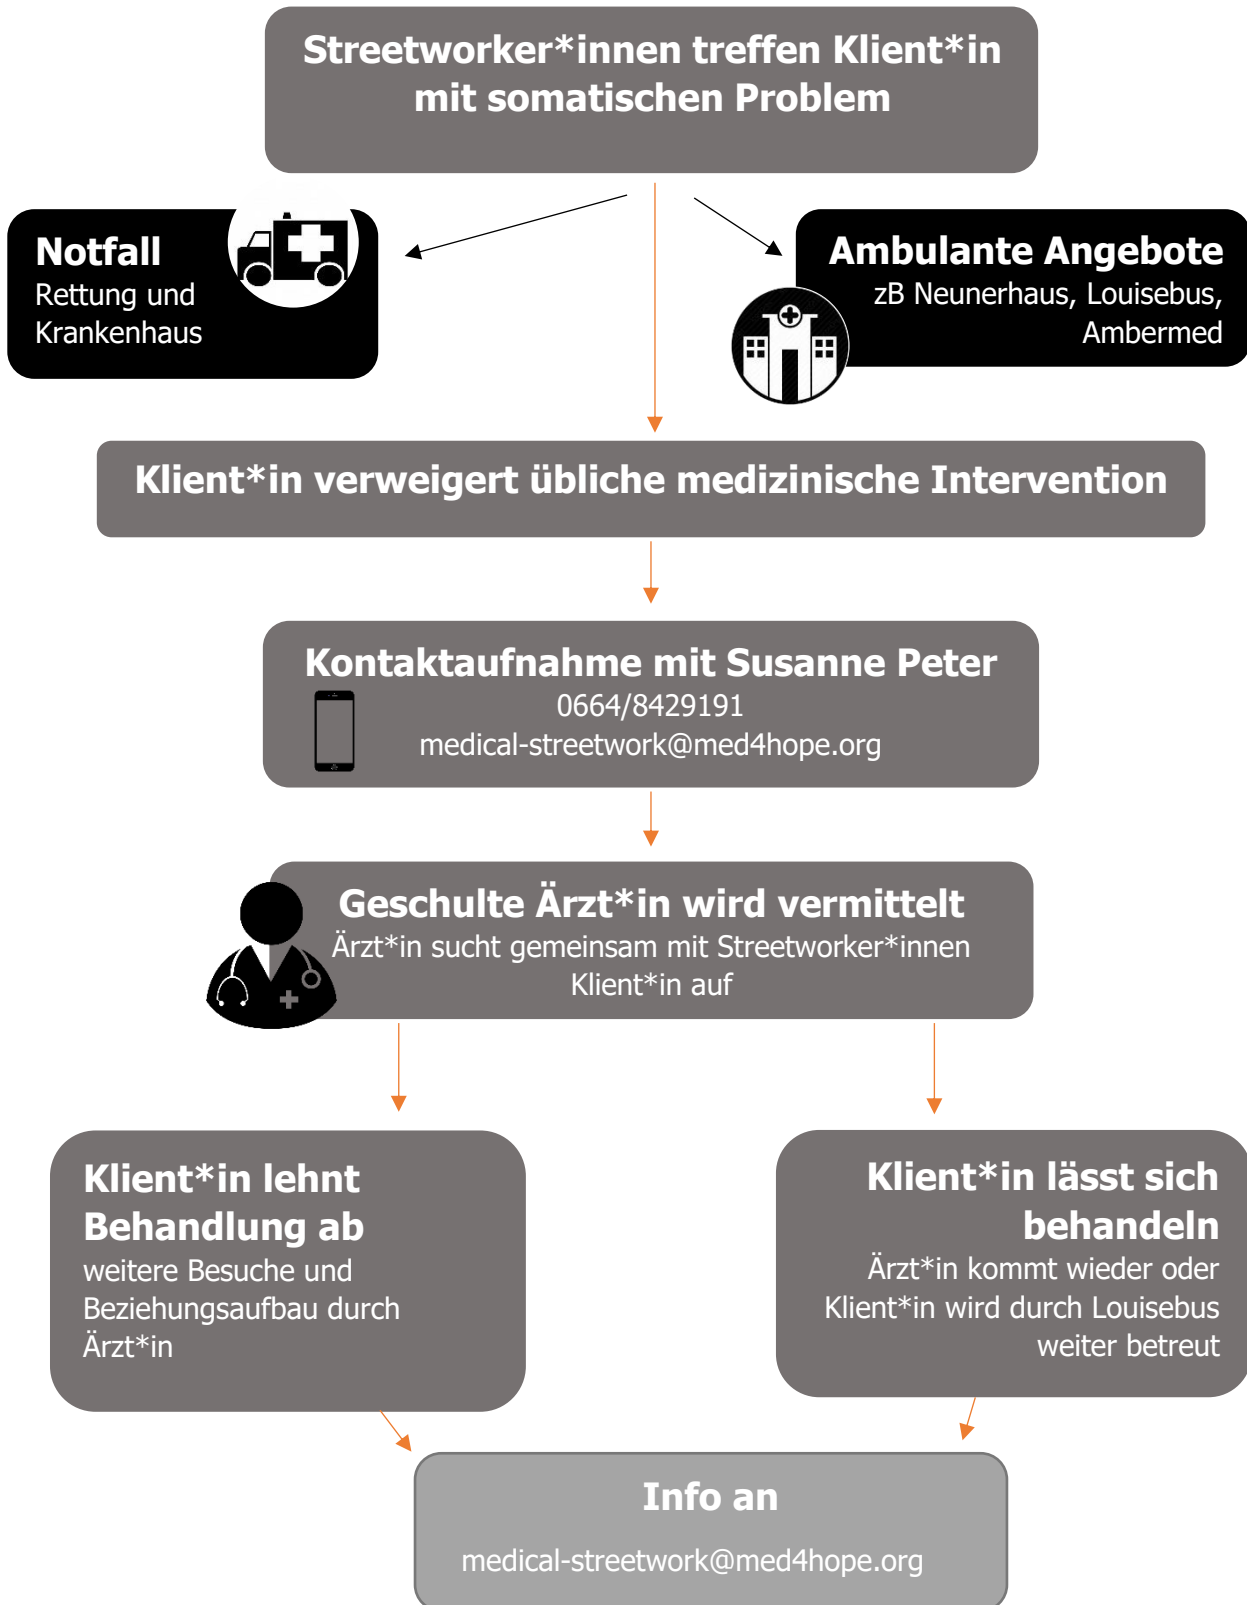 Streetworker*innen treffen Klient*in
mit somatischen Problem
Notfall
Rettung und
Krankenhaus
Ambulante Angebote
zB Neunerhaus, Louisebus,
Ambermed
Klient*in verweigert übliche medizinische Intervention
Kontaktaufnahme mit Susanne Peter
0664/8429191
medical-streetwork@med4hope.org
Geschulte Ärzt*in wird vermittelt
Ärzt*in sucht gemeinsam mit Streetworker*innen
Klient*in auf
Klient*in lehnt
Behandlung ab
weitere Besuche und
Beziehungsaufbau durch
Ärzt*in
Klient*in lässt sich
behandeln
Ärzt*in kommt wieder oder
Klient*in wird durch Louisebus
weiter betreut
Info an
medical-streetwork@med4hope.org